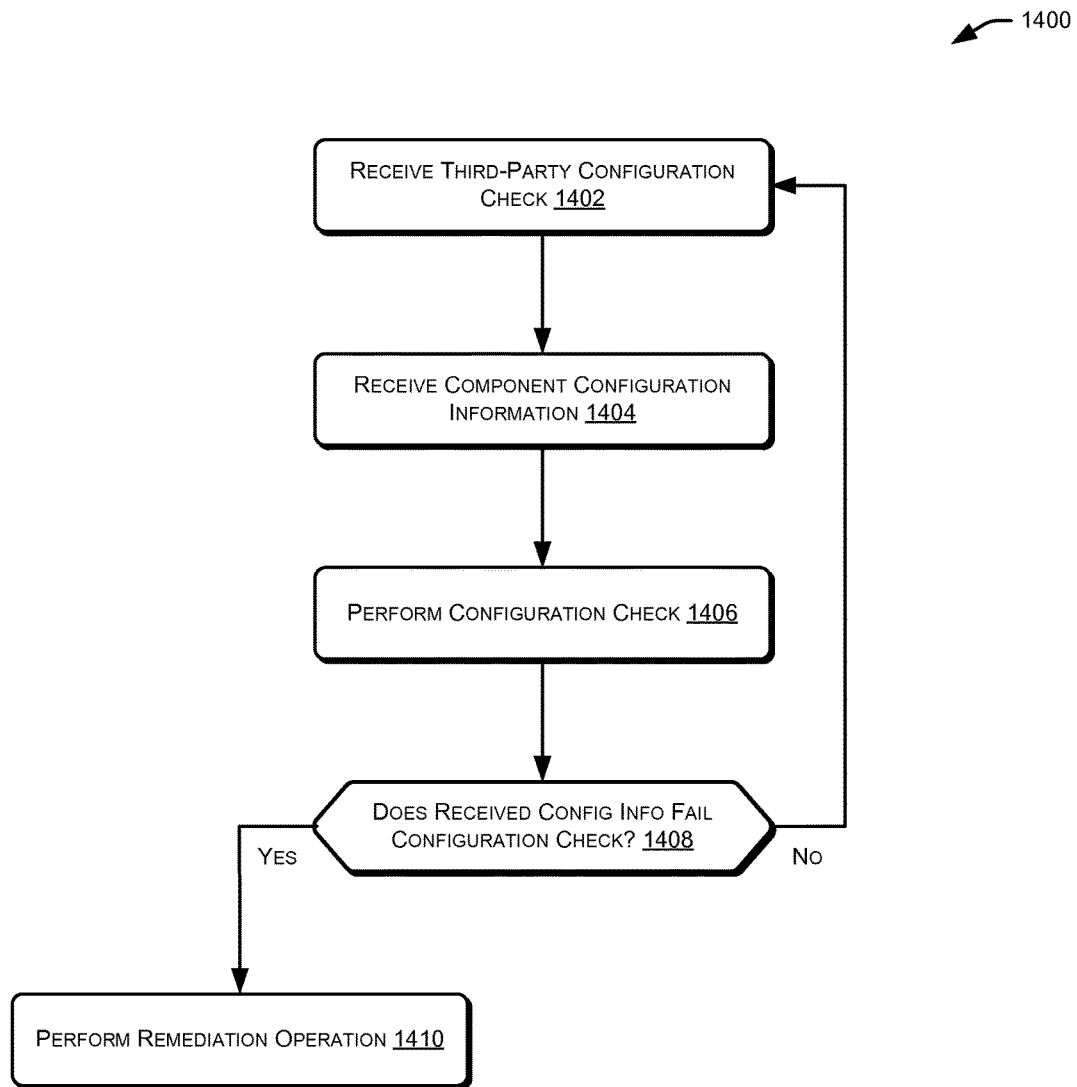 1400
RECEIVE THIRD-PARTY CONFIGURATION
CHECK 1402
RECEIVE COMPONENT CONFIGURATION
INFORMATION 1404
PERFORM CONFIGURATION CHECK 1406
DOES RECEIVED CONFIG INFO FAIL
CONFIGURATION CHECK? 1408
YES
NO
PERFORM REMEDIATION OPERATION 1410